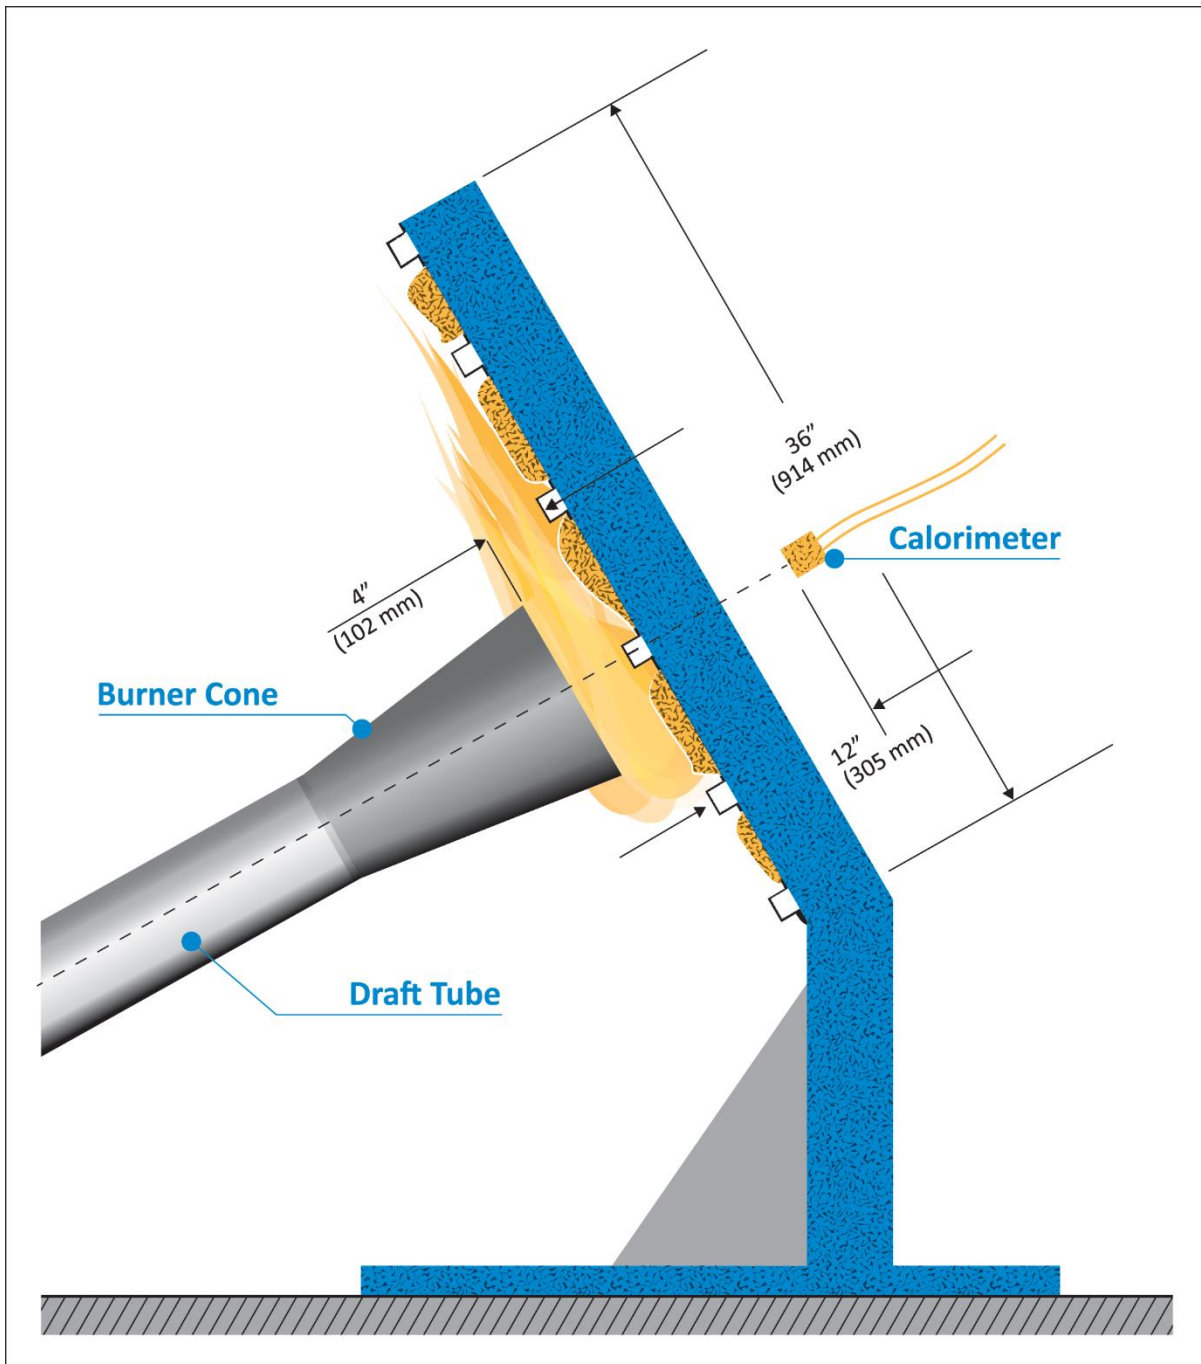 36”
(914 mm)
Calorimeter
4”
(102 mm)
Burner Cone
12”
(305 mm)
Draft Tube